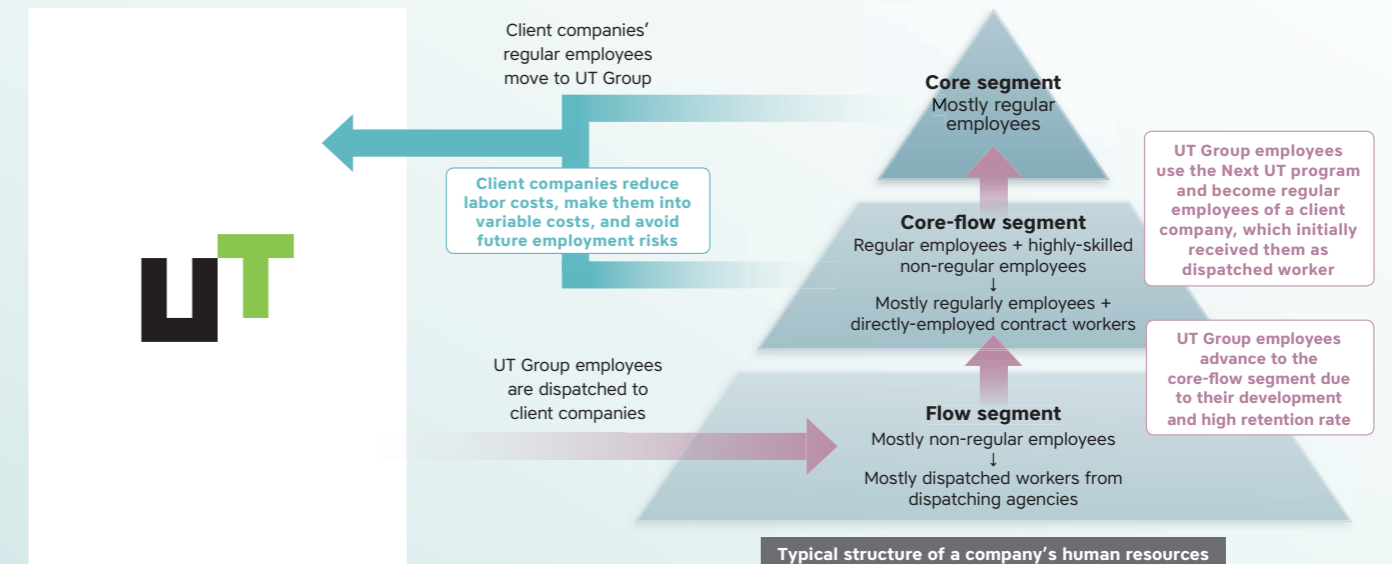 Client companies’
regular employees
move to UT Group
Client companies reduce
labor costs, make them into
variable costs, and avoid
future employment risks
UT
UT Group employees
are dispatched to
client companies
Core segment
Mostly regular
employees
UT Group employees
use the Next UT program
and become regular
employees of a client
company, which initially
received them as
dispatched worker
Core-flow segment
Regular employees + highly-skilled
non-regular employees
↓
Mostly regularly employees +
directly-employed contract workers
UT Group employees
advance to the
core-flow segment due
to their development
and high retention rate
Flow segment
Mostly non-regular employees
↓
Mostly dispatched workers from
dispatching agencies
Typical structure of a company’s human resources